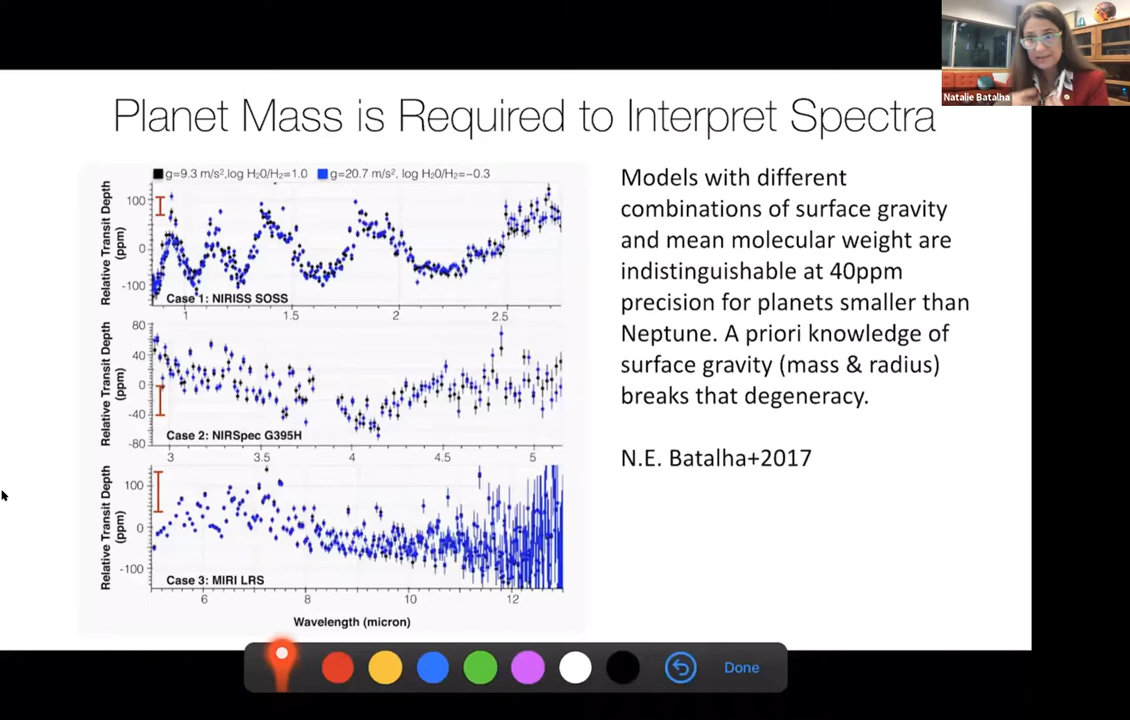 Natalie Batalha
Planet Mass is Required to Interpret Spectra
g=9.3 m/s², log H₂0/H₂=1.0 g=20.7 m/s², log H₂0/H₂=−0.3
Relative Transit Depth
(ppm)
100
0
-100
Case 1: NIRISS SOSS
1 1.5 2 2.5
Relative Transit Depth
(ppm)
80
40
0
-40
-80
Case 2: NIRSpec G395H
3 3.5 4 4.5 5
Relative Transit Depth
(ppm)
100
0
-100
Case 3: MIRI LRS
6 8 10 12
Wavelength (micron)
Models with different
combinations of surface gravity
and mean molecular weight are
indistinguishable at 40ppm
precision for planets smaller than
Neptune. A priori knowledge of
surface gravity (mass & radius)
breaks that degeneracy.
N.E. Batalha+2017
Done